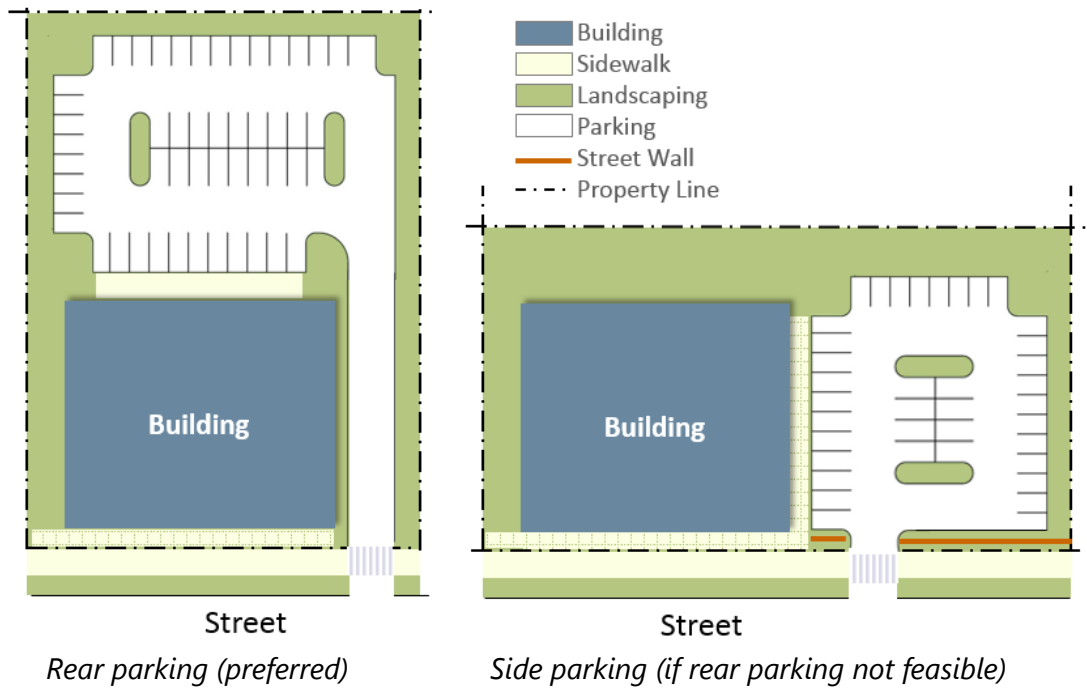 Building
Sidewalk
Landscaping
Parking
Street Wall
Property Line
Building
Building
Street
Street
Rear parking (preferred)
Side parking (if rear parking not feasible)